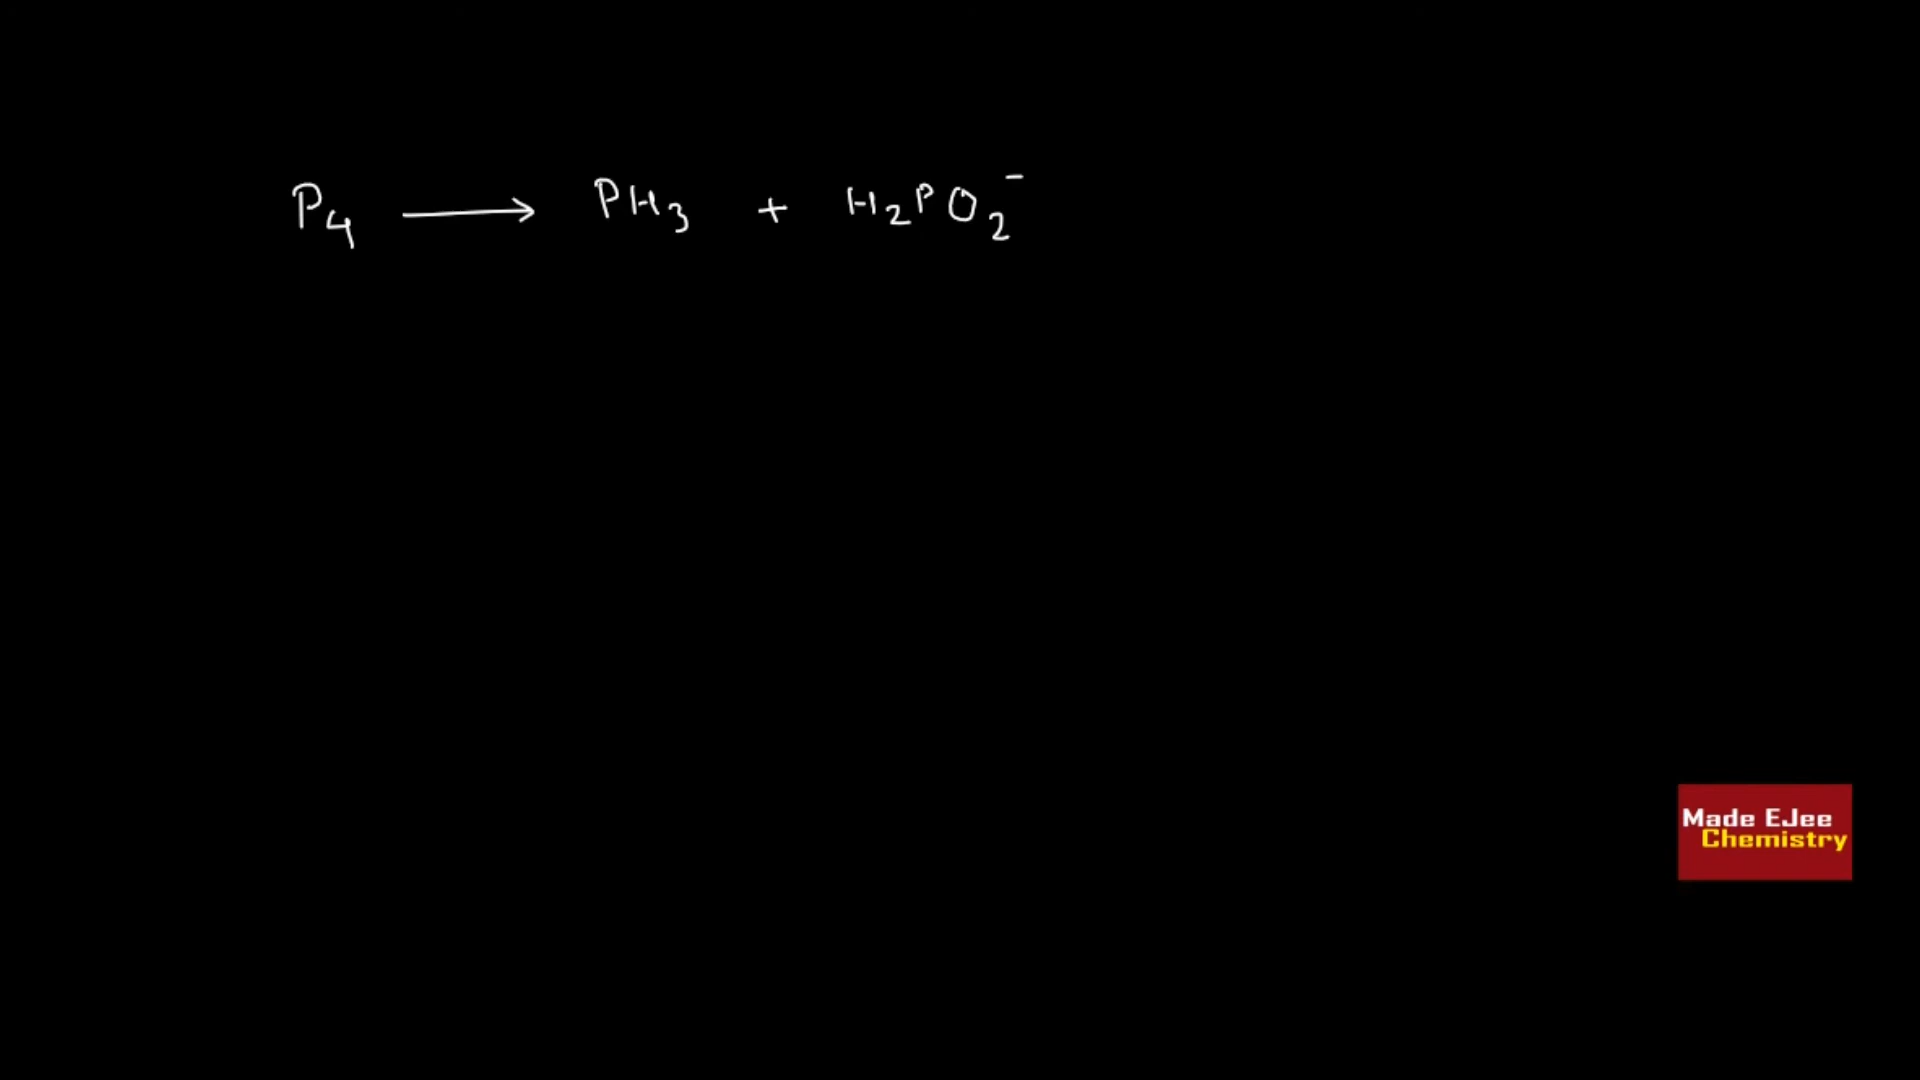 P₄ ⟶ PH₃ + H₂PO₂⁻
Made EJee
Chemistry